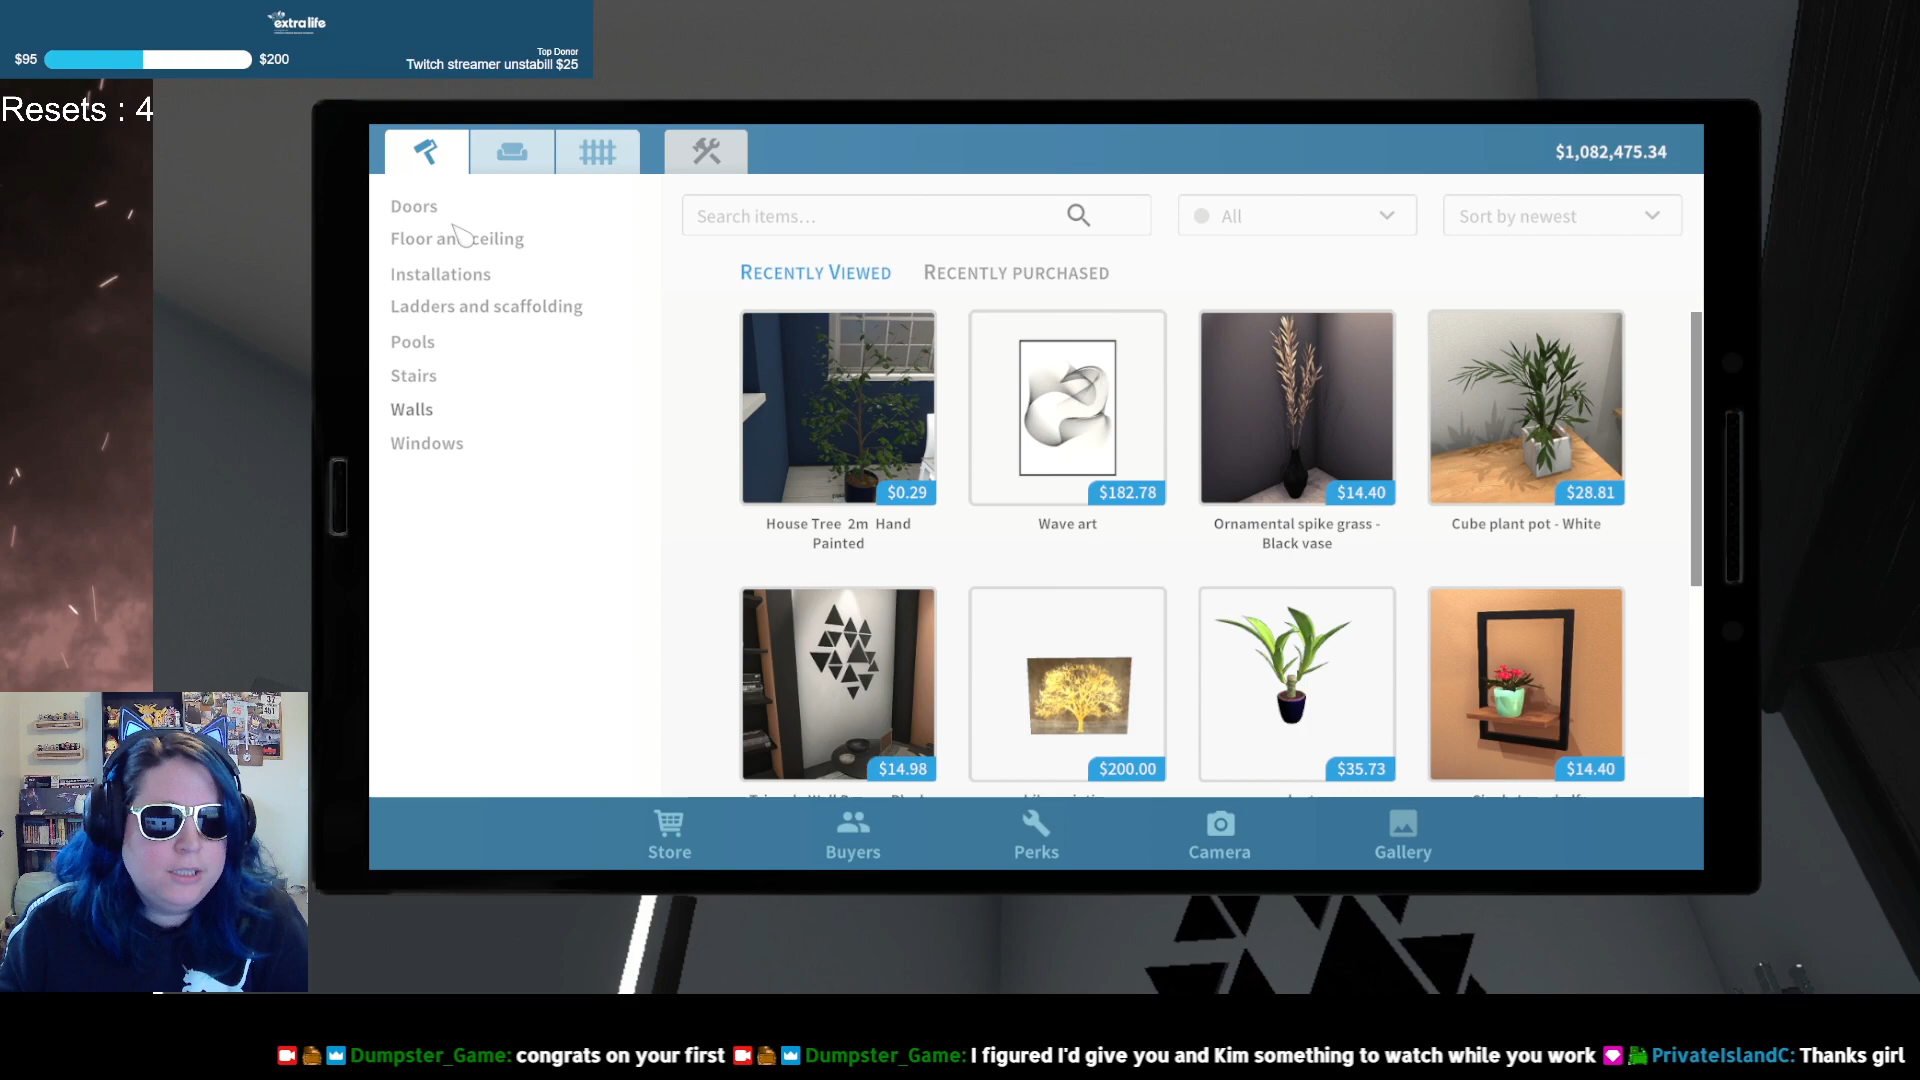 extralife
$95
$200
Top Donor
Twitch streamer unstabill $25
Resets : 4
$1,082,475.34
Doors
Floor and ceiling
Installations
Ladders and scaffolding
Pools
Stairs
Walls
Windows
Search items...
All
Sort by newest
Recently Viewed
Recently purchased
$0.29
$182.78
$14.40
$28.81
House Tree 2m Hand
Painted
Wave art
Ornamental spike grass -
Black vase
Cube plant pot - White
$14.98
$200.00
$35.73
$14.40
Store
Buyers
Perks
Camera
Gallery
Dumpster_Game: congrats on your first Dumpster_Game: I figured I'd give you and Kim something to watch while you work PrivateIslandC: Thanks girl